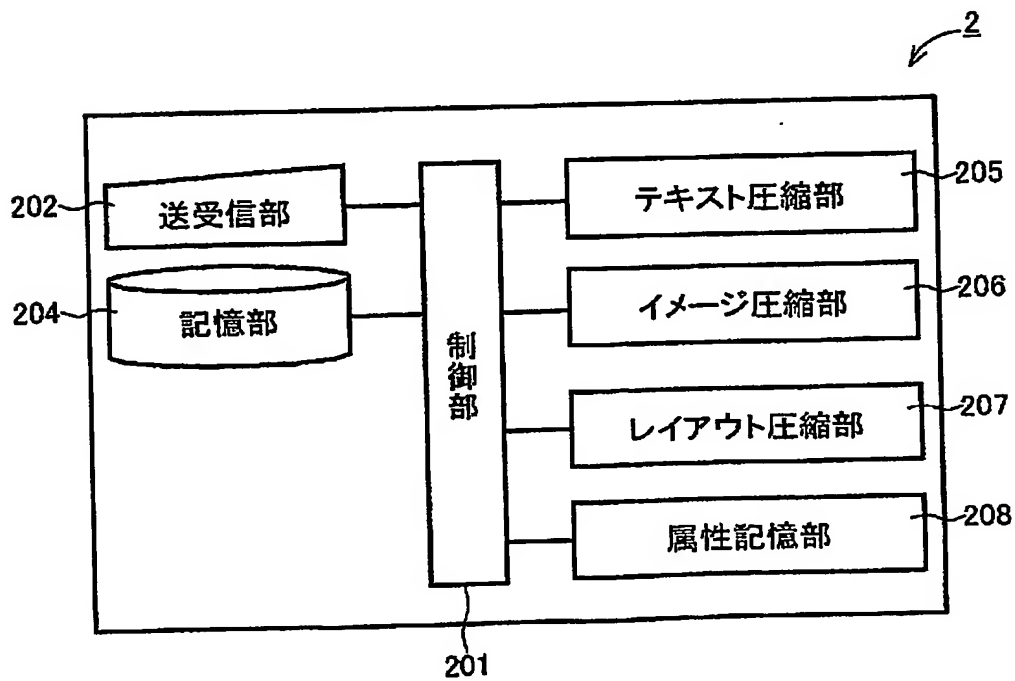 2
202
送受信部
204
記憶部
制御部
201
テキスト圧縮部
205
イメージ圧縮部
206
レイアウト圧縮部
207
属性記憶部
208